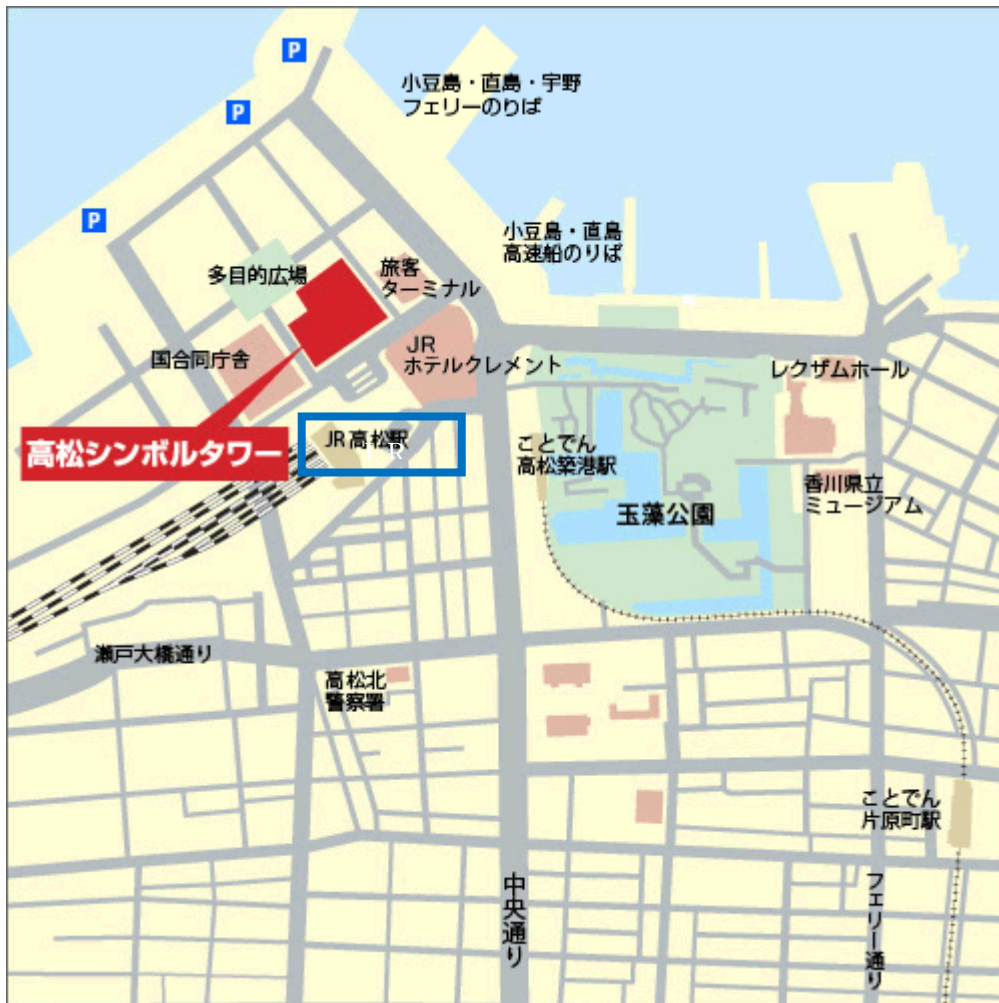 P
小豆島・直島・宇野
フェリーのりば
P
P
小豆島・直島
高速船のりば
多目的広場
旅客
ターミナル
国合同庁舎
JR
ホテルクレメント
レクザムホール
高松シンボルタワー
JR高松駅
J R
ことでん
高松築港駅
香川県立
ミュージアム
玉藻公園
瀬戸大橋通り
高松北
警察署
ことでん
片原町駅
中央通り
フェリー通り